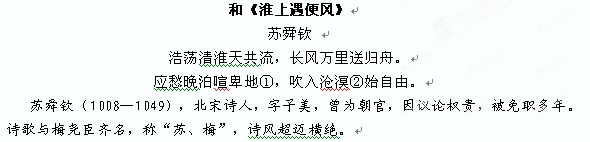 和《淮上遇便风》
苏舜钦
浩荡清淮天共流，长风万里送归舟。
应愁晚泊喧卑地①，吹入沧溟②始自由。
苏舜钦（1008—1049），北宋诗人，字子美，曾为朝官，因议论权贵，被免职多年。
诗歌与梅尧臣齐名，称“苏、梅”，诗风超迈横绝。